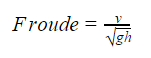 Froude = v/√gh